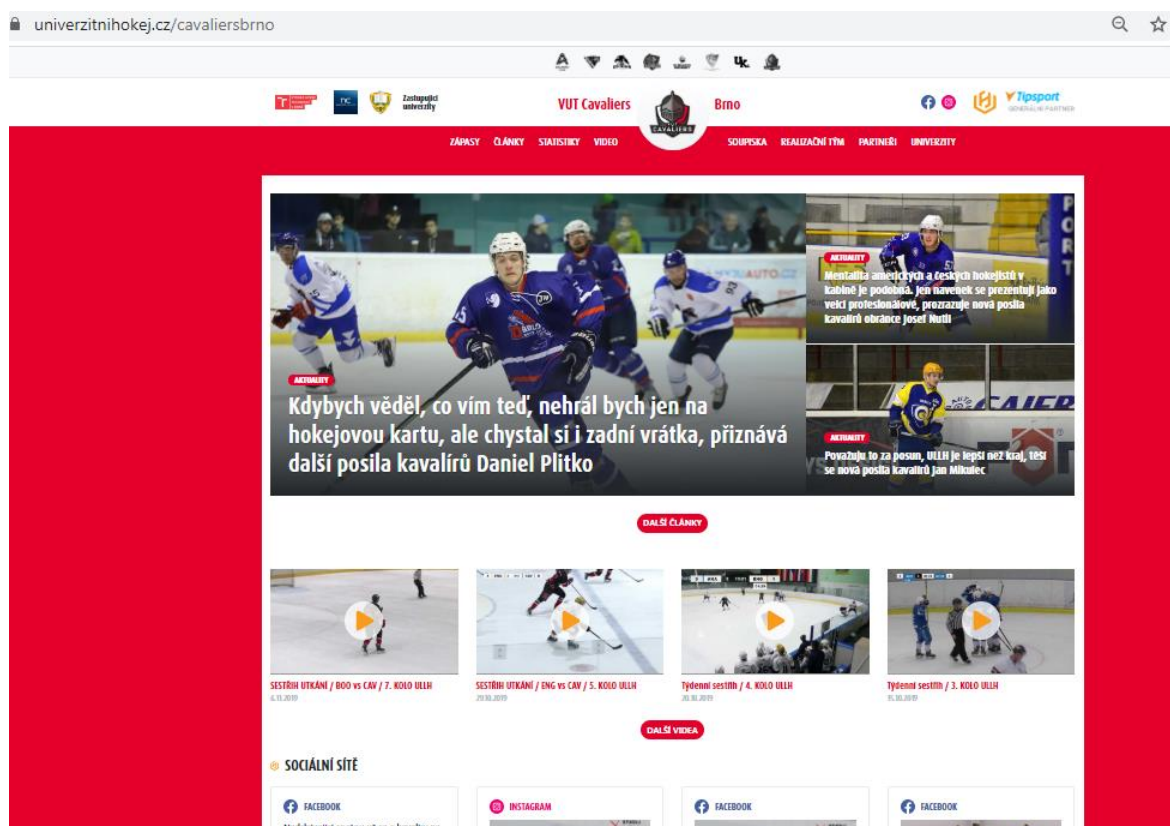 univerzitnihokej.cz/cavaliersbrno
Zastupující
univerzity
VUT Cavaliers
CAVALIERS
Brno
Tipsport
GENERÁLNÍ PARTNER
ZÁPASY ČLÁNKY STATISTIKY VIDEO SOUPISKA REALIZAČNÍ TÝM PARTNEŘI UNIVERZITY
AKTUALITY
Kdybych věděl, co vím teď, nehrál bych jen na
hokejovou kartu, ale chystal si i zadní vrátka, přiznává
další posila kavalírů Daniel Plitko
AKTUALITY
Mentalita amerických a českých hokejistů v
kabině je podobná. Jen navenek se prezentují jako
velcí profesionálové, prozrazuje nová posila
kavalírů obránce Josef Nutil
AKTUALITY
Považuju to za posun, ULLH je lepší než kraj, těší
se nová posila kavalírů Jan Mikulec
DALŠÍ ČLÁNKY
SESTŘIH UTKÁNÍ / BOO vs CAV / 7. KOLO ULLH
4.11.2019
SESTŘIH UTKÁNÍ / ENG vs CAV / 5. KOLO ULLH
Týdenní sestřih / 4. KOLO ULLH
Týdenní sestřih / 3. KOLO ULLH
DALŠÍ VIDEA
SOCIÁLNÍ SÍTĚ
FACEBOOK
INSTAGRAM
FACEBOOK
FACEBOOK